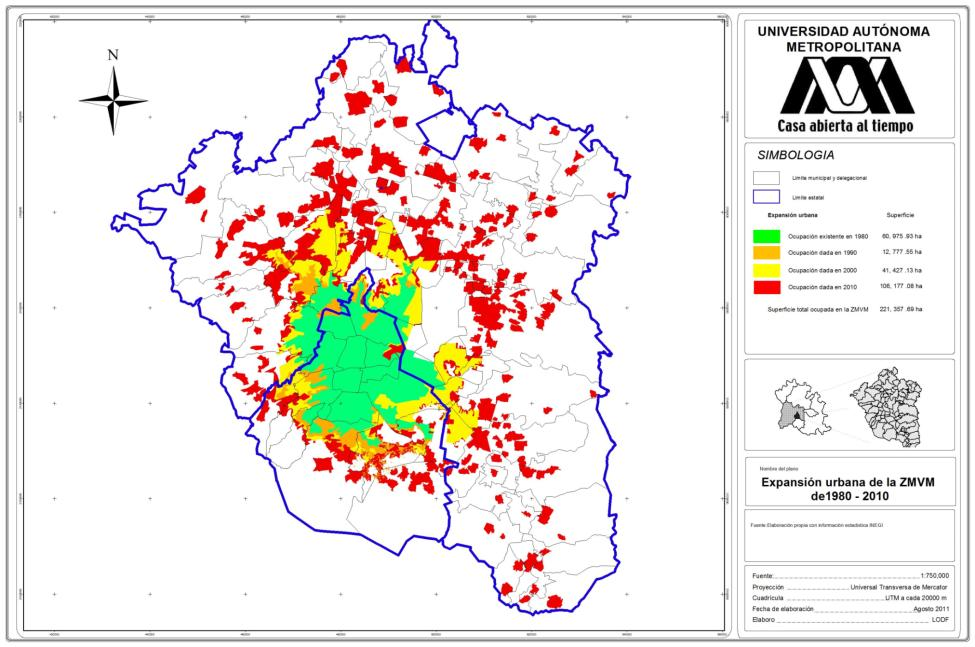 N
UNIVERSIDAD AUTÓNOMA
METROPOLITANA
Casa abierta al tiempo
SIMBOLOGIA
Limite municipal y delegacional
Limite estatal
Expansión urbana Superficie
Ocupación existente en 1980 60, 975 .93 ha
Ocupación dada en 1990 12, 777 .55 ha
Ocupación dada en 2000 41, 427 .13 ha
Ocupación dada en 2010 106, 177 .08 ha
Superficie total ocupada en la ZMVM 221, 357 .69 ha
Nombre del plano
Expansión urbana de la ZMVM
de1980 - 2010
Fuente:Elaboración propia con información estadistica INEGI
Fuente: 1:750,000
Proyección Universal Transversa de Mercator
Cuadrícula UTM a cada 20000 m
Fecha de elaboración Agosto 2011
Elaboro LODF